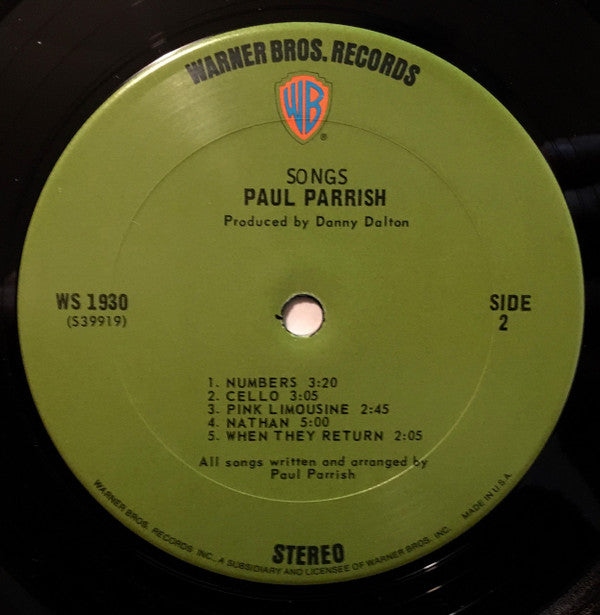 WARNER BROS. RECORDS
WB
®
SONGS
PAUL PARRISH
Produced by Danny Dalton
WS 1930
(S39919)
SIDE
2
1. NUMBERS 3:20
2. CELLO 3:05
3. PINK LIMOUSINE 2:45
4. NATHAN 5:00
5. WHEN THEY RETURN 2:05
All songs written and arranged by
Paul Parrish
STEREO
WARNER BROS. RECORDS INC., A SUBSIDIARY AND LICENSEE OF WARNER BROS. INC. MADE IN U.S.A.